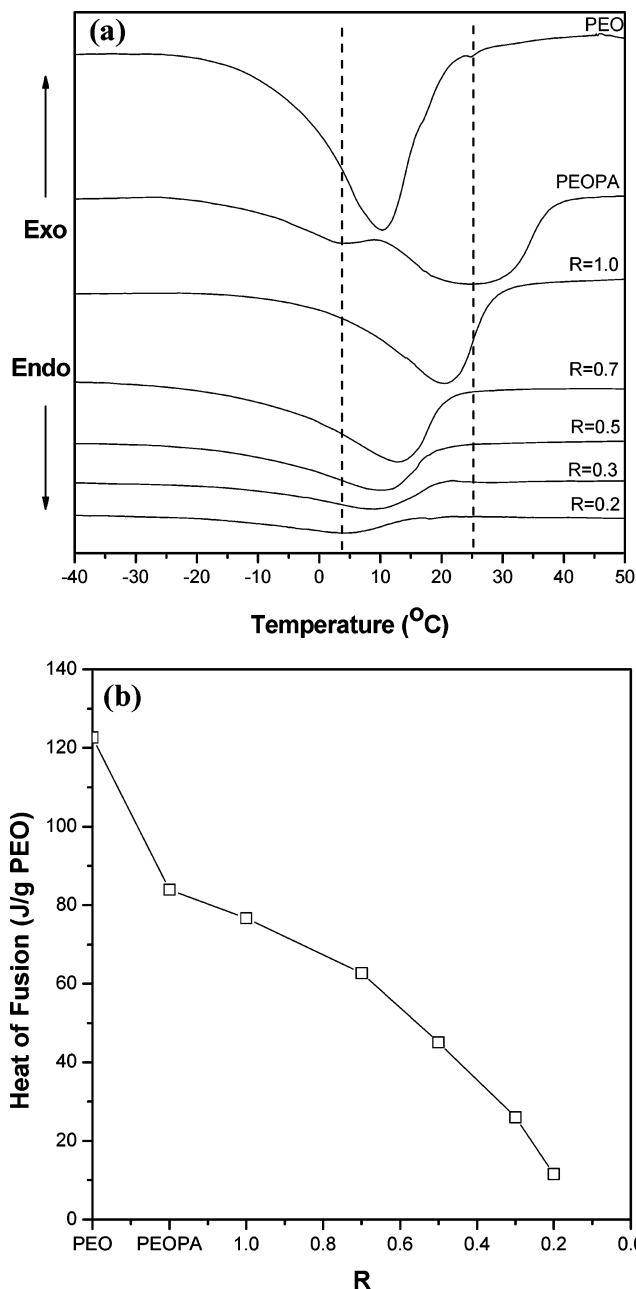 (a)
PEO
PEOPA
Exo
R=1.0
Endo
R=0.7
R=0.5
R=0.3
R=0.2
-40 -30 -20 -10 0 10 20 30 40 50
Temperature (°C)
140
(b)
120
100
80
60
40
20
0
Heat of Fusion (J/g PEO)
PEO PEOPA 1.0 0.8 0.6 0.4 0.2 0.0
R